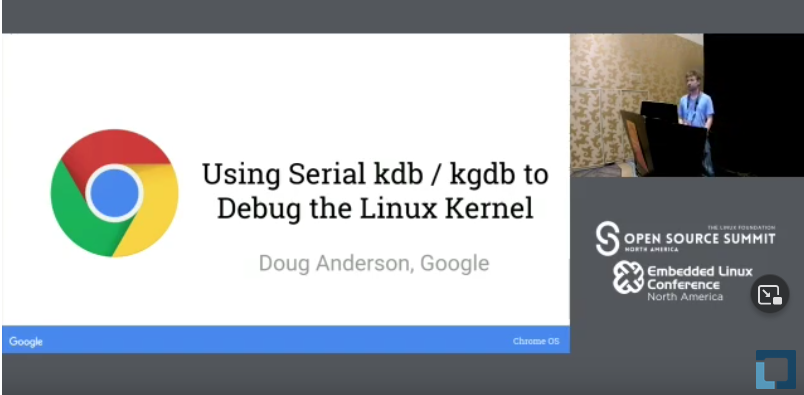 Using Serial kdb / kgdb to
Debug the Linux Kernel
Doug Anderson, Google
Google
Chrome OS
THE LINUX FOUNDATION
OPEN SOURCE SUMMIT
NORTH AMERICA
Embedded Linux
Conference
North America